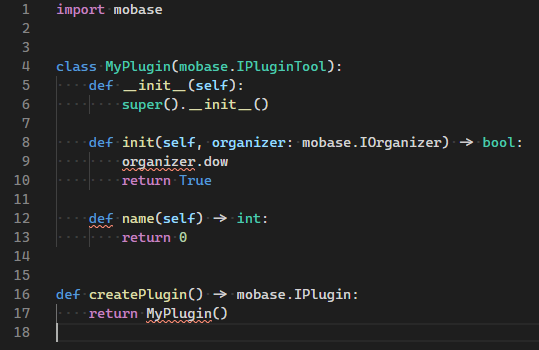 1 import mobase
2
3
4 class MyPlugin(mobase.IPluginTool):
5     def __init__(self):
6         super().__init__()
7
8     def init(self, organizer: mobase.IOrganizer) -> bool:
9         organizer.dow
10         return True
11
12     def name(self) -> int:
13         return 0
14
15
16 def createPlugin() -> mobase.IPlugin:
17     return MyPlugin()
18